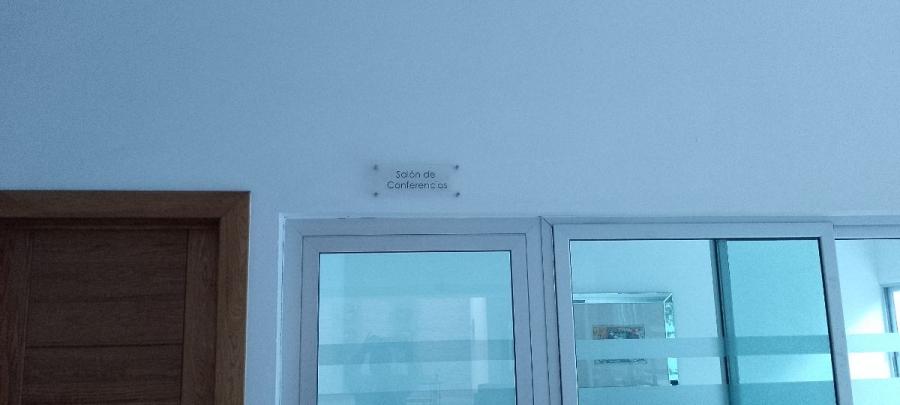 Salón de
Conferencias